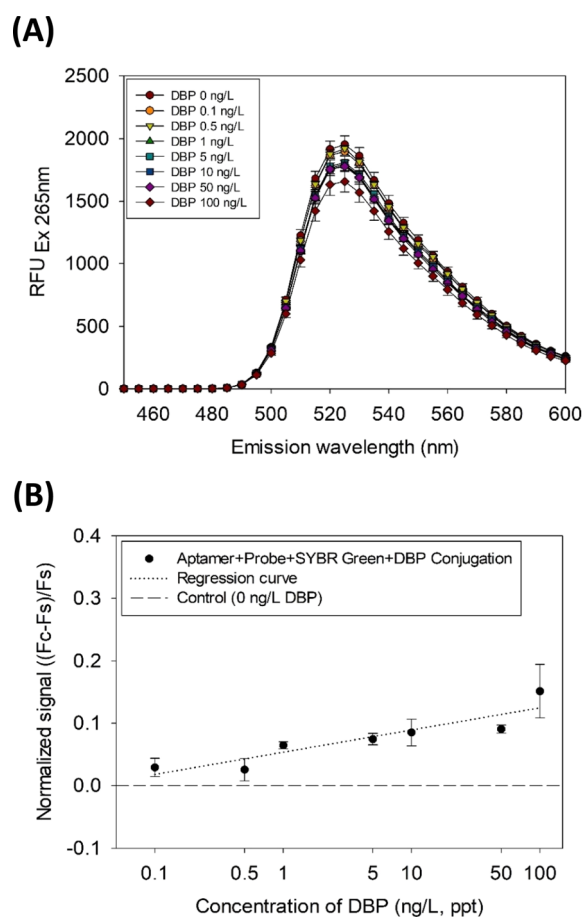 (A)
2500
2000
1500
1000
500
0
RFU Ex 265nm
DBP 0 ng/L
DBP 0.1 ng/L
DBP 0.5 ng/L
DBP 1 ng/L
DBP 5 ng/L
DBP 10 ng/L
DBP 50 ng/L
DBP 100 ng/L
460 480 500 520 540 560 580 600
Emission wavelength (nm)
(B)
0.4
0.3
0.2
0.1
0.0
-0.1
Normalized signal ((Fc-Fs)/Fs)
Aptamer+Probe+SYBR Green+DBP Conjugation
Regression curve
Control (0 ng/L DBP)
0.1 0.5 1 5 10 50 100
Concentration of DBP (ng/L, ppt)